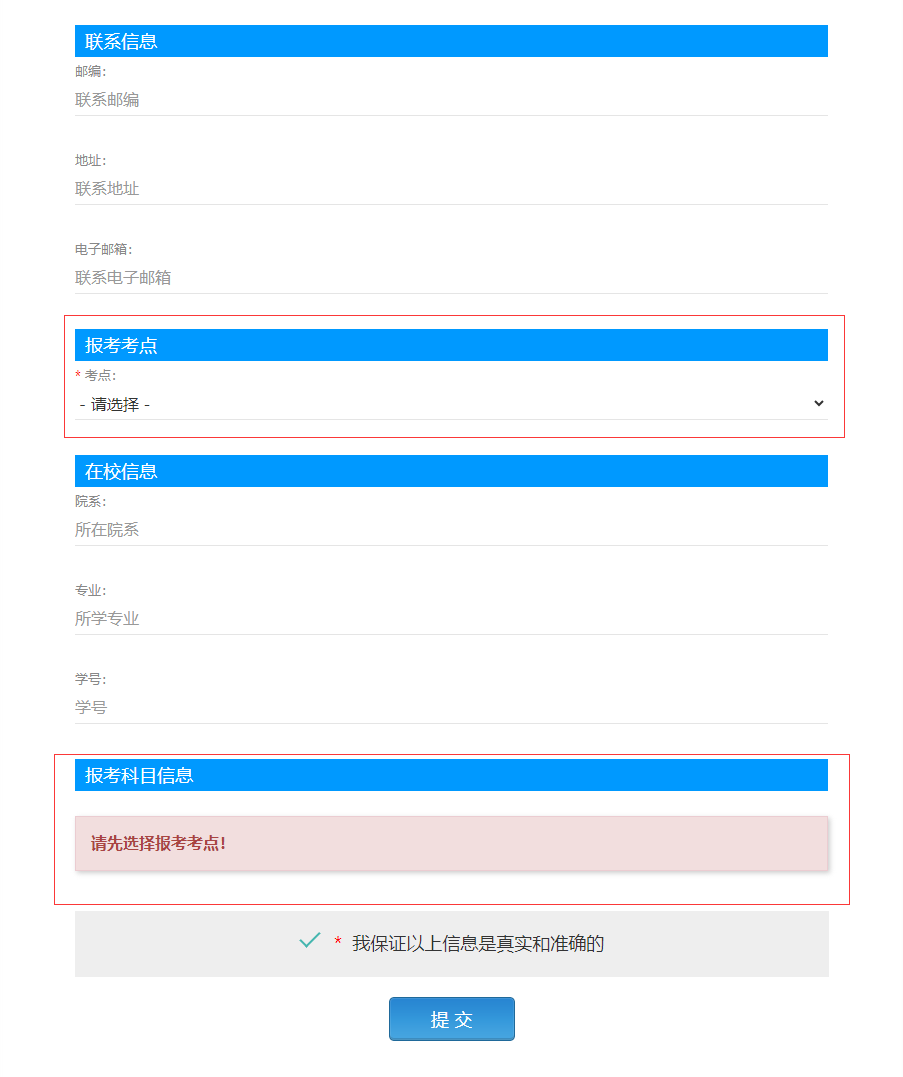 联系信息
邮编：
联系邮编
地址：
联系地址
电子邮箱：
联系电子邮箱
报考考点
* 考点：
- 请选择 -
在校信息
院系：
所在院系
专业：
所学专业
学号：
学号
报考科目信息
请先选择报考考点！
* 我保证以上信息是真实和准确的
提 交